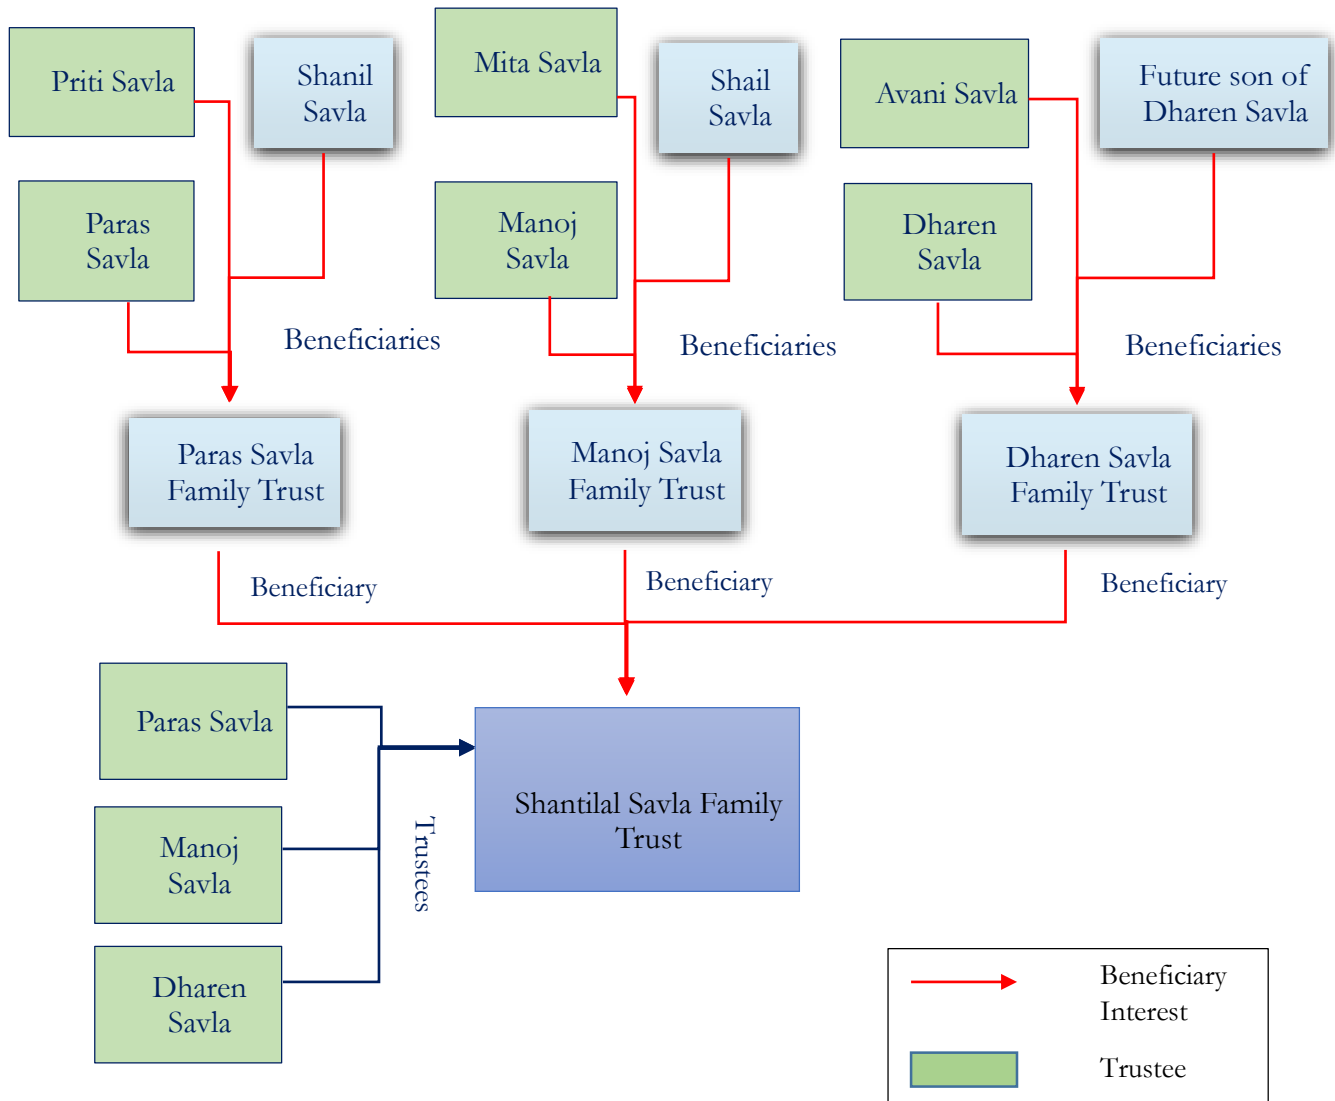 Priti Savla
Shanil
Savla
Mita Savla
Shail
Savla
Avani Savla
Future son of
Dharen Savla
Paras
Savla
Manoj
Savla
Dharen
Savla
Beneficiaries
Beneficiaries
Beneficiaries
Paras Savla
Family Trust
Manoj Savla
Family Trust
Dharen Savla
Family Trust
Beneficiary
Beneficiary
Beneficiary
Paras Savla
Manoj
Savla
Dharen
Savla
Trustees
Shantilal Savla Family
Trust
Beneficiary
Interest
Trustee